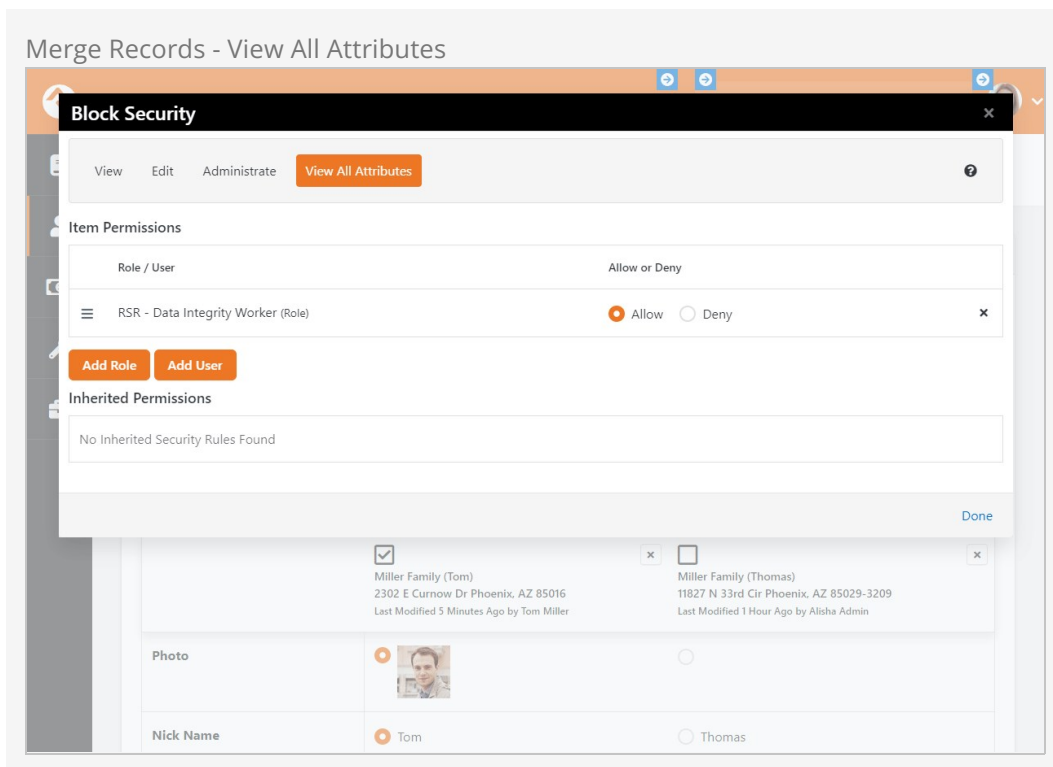 Merge Records - View All Attributes
Block Security
View Edit Administrate View All Attributes
Item Permissions
Role / User Allow or Deny
RSR - Data Integrity Worker (Role) Allow Deny
Add Role Add User
Inherited Permissions
No Inherited Security Rules Found
Done
Miller Family (Tom) Miller Family (Thomas)
2302 E Curnow Dr Phoenix, AZ 85016 11827 N 33rd Cir Phoenix, AZ 85029-3209
Last Modified 5 Minutes Ago by Tom Miller Last Modified 1 Hour Ago by Alisha Admin
Photo
Nick Name Tom Thomas